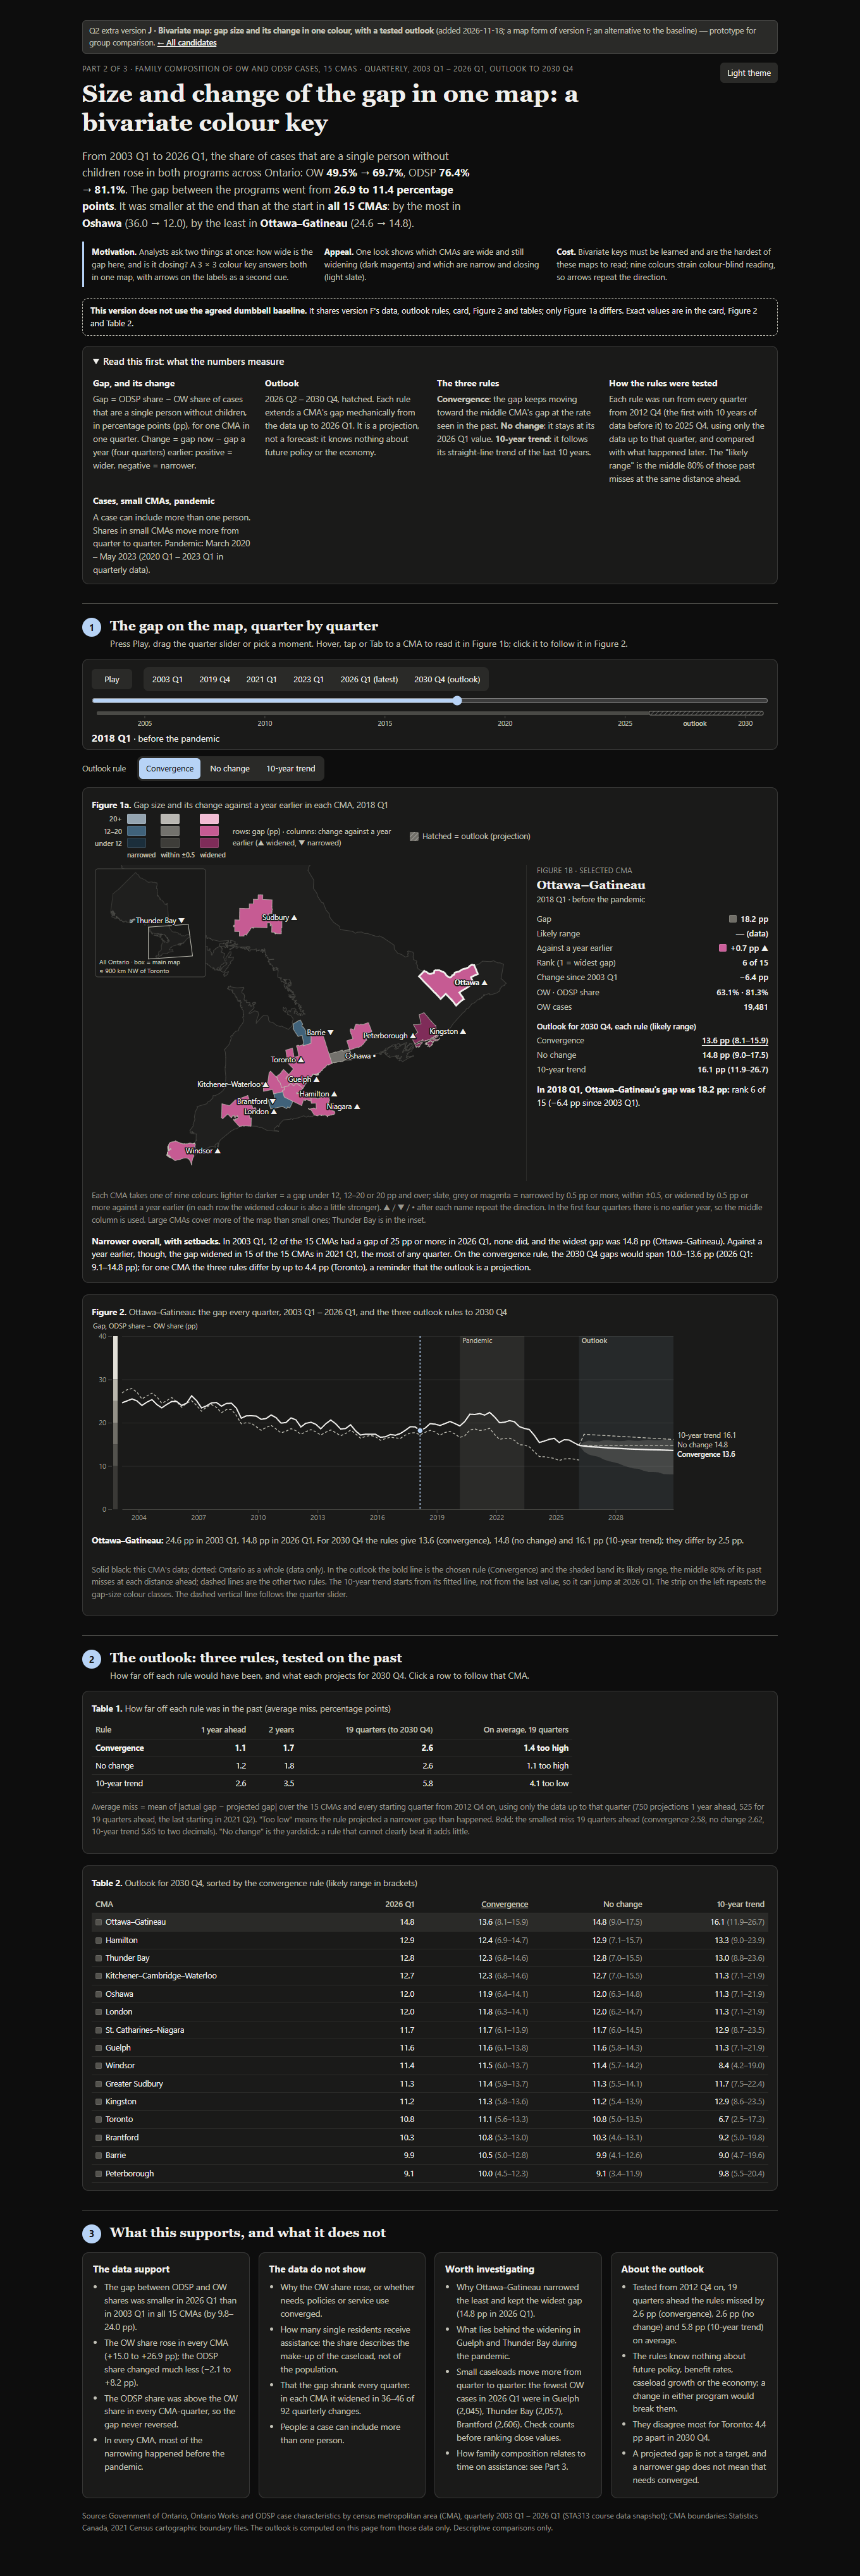 Q2 extra version J · Bivariate map: gap size and its change in one colour, with a tested outlook (added 2026-11-18; a map form of version F; an alternative to the baseline) — prototype for
group comparison. ← All candidates
PART 2 OF 3 · FAMILY COMPOSITION OF OW AND ODSP CASES, 15 CMAS · QUARTERLY, 2003 Q1 – 2026 Q1, OUTLOOK TO 2030 Q4
Light theme
Size and change of the gap in one map: a
bivariate colour key
From 2003 Q1 to 2026 Q1, the share of cases that are a single person without
children rose in both programs across Ontario: OW 49.5% → 69.7%, ODSP 76.4%
→ 81.1%. The gap between the programs went from 26.9 to 11.4 percentage
points. It was smaller at the end than at the start in all 15 CMAs: by the most in
Oshawa (36.0 → 12.0), by the least in Ottawa–Gatineau (24.6 → 14.8).
Motivation. Analysts ask two things at once: how wide is the
gap here, and is it closing? A 3 × 3 colour key answers both
in one map, with arrows on the labels as a second cue.
Appeal. One look shows which CMAs are wide and still
widening (dark magenta) and which are narrow and closing
(light slate).
Cost. Bivariate keys must be learned and are the hardest of
these maps to read; nine colours strain colour-blind reading,
so arrows repeat the direction.
This version does not use the agreed dumbbell baseline. It shares version F's data, outlook rules, card, Figure 2 and tables; only Figure 1a differs. Exact values are in the card, Figure 2
and Table 2.
▼ Read this first: what the numbers measure
Gap, and its change
Gap = ODSP share − OW share of cases
that are a single person without children,
in percentage points (pp), for one CMA in
one quarter. Change = gap now − gap a
year (four quarters) earlier: positive =
wider, negative = narrower.
Outlook
2026 Q2 – 2030 Q4, hatched. Each rule
extends a CMA's gap mechanically from
the data up to 2026 Q1. It is a projection,
not a forecast: it knows nothing about
future policy or the economy.
The three rules
Convergence: the gap keeps moving
toward the middle CMA's gap at the rate
seen in the past. No change: it stays at its
2026 Q1 value. 10-year trend: it follows
its straight-line trend of the last 10 years.
How the rules were tested
Each rule was run from every quarter
from 2012 Q4 (the first with 10 years of
data before it) to 2025 Q4, using only the
data up to that quarter, and compared
with what happened later. The "likely
range" is the middle 80% of those past
misses at the same distance ahead.
Cases, small CMAs, pandemic
A case can include more than one person.
Shares in small CMAs move more from
quarter to quarter. Pandemic: March 2020
– May 2023 (2020 Q1 – 2023 Q1 in
quarterly data).
1 The gap on the map, quarter by quarter
Press Play, drag the quarter slider or pick a moment. Hover, tap or Tab to a CMA to read it in Figure 1b; click it to follow it in Figure 2.
Play 2003 Q1 2019 Q4 2021 Q1 2023 Q1 2026 Q1 (latest) 2030 Q4 (outlook)
2005 2010 2015 2020 2025 outlook 2030
2018 Q1 · before the pandemic
Outlook rule Convergence No change 10-year trend
Figure 1a. Gap size and its change against a year earlier in each CMA, 2018 Q1
20+
12–20
under 12
narrowed within ±0.5 widened
rows: gap (pp) · columns: change against a year
earlier (▲ widened, ▼ narrowed)
Hatched = outlook (projection)
Thunder Bay ▼
All Ontario · box = main map
≈ 900 km NW of Toronto
Sudbury ▲
Ottawa ▲
Barrie ▼
Peterborough ▲
Kingston ▲
Toronto ▲
Oshawa •
Guelph ▲
Kitchener–Waterloo ▲
Hamilton ▲
Brantford ▼
London ▲
Niagara ▲
Windsor ▲
FIGURE 1B · SELECTED CMA
Ottawa–Gatineau
2018 Q1 · before the pandemic
Gap 18.2 pp
Likely range — (data)
Against a year earlier +0.7 pp ▲
Rank (1 = widest gap) 6 of 15
Change since 2003 Q1 −6.4 pp
OW · ODSP share 63.1% · 81.3%
OW cases 19,481
Outlook for 2030 Q4, each rule (likely range)
Convergence 13.6 pp (8.1–15.9)
No change 14.8 pp (9.0–17.5)
10-year trend 16.1 pp (11.9–26.7)
In 2018 Q1, Ottawa–Gatineau's gap was 18.2 pp: rank 6 of
15 (−6.4 pp since 2003 Q1).
Each CMA takes one of nine colours: lighter to darker = a gap under 12, 12–20 or 20 pp and over; slate, grey or magenta = narrowed by 0.5 pp or more, within ±0.5, or widened by 0.5 pp or
more against a year earlier (in each row the widened colour is also a little stronger). ▲ / ▼ / • after each name repeat the direction. In the first four quarters there is no earlier year, so the middle
column is used. Large CMAs cover more of the map than small ones; Thunder Bay is in the inset.
Narrower overall, with setbacks. In 2003 Q1, 12 of the 15 CMAs had a gap of 25 pp or more; in 2026 Q1, none did, and the widest gap was 14.8 pp (Ottawa–Gatineau). Against a
year earlier, though, the gap widened in 15 of the 15 CMAs in 2021 Q1, the most of any quarter. On the convergence rule, the 2030 Q4 gaps would span 10.0–13.6 pp (2026 Q1:
9.1–14.8 pp); for one CMA the three rules differ by up to 4.4 pp (Toronto), a reminder that the outlook is a projection.
Figure 2. Ottawa–Gatineau: the gap every quarter, 2003 Q1 – 2026 Q1, and the three outlook rules to 2030 Q4
Gap, ODSP share − OW share (pp)
40
30
20
10
0
Pandemic
Outlook
10-year trend 16.1
No change 14.8
Convergence 13.6
2004 2007 2010 2013 2016 2019 2022 2025 2028
Ottawa–Gatineau: 24.6 pp in 2003 Q1, 14.8 pp in 2026 Q1. For 2030 Q4 the rules give 13.6 (convergence), 14.8 (no change) and 16.1 pp (10-year trend); they differ by 2.5 pp.
Solid black: this CMA's data; dotted: Ontario as a whole (data only). In the outlook the bold line is the chosen rule (Convergence) and the shaded band its likely range, the middle 80% of its past
misses at each distance ahead; dashed lines are the other two rules. The 10-year trend starts from its fitted line, not from the last value, so it can jump at 2026 Q1. The strip on the left repeats the
gap-size colour classes. The dashed vertical line follows the quarter slider.
2 The outlook: three rules, tested on the past
How far off each rule would have been, and what each projects for 2030 Q4. Click a row to follow that CMA.
Table 1. How far off each rule was in the past (average miss, percentage points)
Rule 1 year ahead 2 years 19 quarters (to 2030 Q4) On average, 19 quarters
Convergence 1.1 1.7 2.6 1.4 too high
No change 1.2 1.8 2.6 1.1 too high
10-year trend 2.6 3.5 5.8 4.1 too low
Average miss = mean of |actual gap − projected gap| over the 15 CMAs and every starting quarter from 2012 Q4 on, using only the data up to that quarter (750 projections 1 year ahead, 525 for
19 quarters ahead, the last starting in 2021 Q2). "Too low" means the rule projected a narrower gap than happened. Bold: the smallest miss 19 quarters ahead (convergence 2.58, no change 2.62,
10-year trend 5.85 to two decimals). "No change" is the yardstick: a rule that cannot clearly beat it adds little.
Table 2. Outlook for 2030 Q4, sorted by the convergence rule (likely range in brackets)
CMA 2026 Q1 Convergence No change 10-year trend
Ottawa–Gatineau 14.8 13.6 (8.1–15.9) 14.8 (9.0–17.5) 16.1 (11.9–26.7)
Hamilton 12.9 12.4 (6.9–14.7) 12.9 (7.1–15.7) 13.3 (9.0–23.9)
Thunder Bay 12.8 12.3 (6.8–14.6) 12.8 (7.0–15.5) 13.0 (8.8–23.6)
Kitchener–Cambridge–Waterloo 12.7 12.3 (6.8–14.6) 12.7 (7.0–15.5) 11.3 (7.1–21.9)
Oshawa 12.0 11.9 (6.4–14.1) 12.0 (6.3–14.8) 11.3 (7.1–21.9)
London 12.0 11.8 (6.3–14.1) 12.0 (6.2–14.7) 11.3 (7.1–21.9)
St. Catharines–Niagara 11.7 11.7 (6.1–13.9) 11.7 (6.0–14.5) 12.9 (8.7–23.5)
Guelph 11.6 11.6 (6.1–13.8) 11.6 (5.8–14.3) 11.3 (7.1–21.9)
Windsor 11.4 11.5 (6.0–13.7) 11.4 (5.7–14.2) 8.4 (4.2–19.0)
Greater Sudbury 11.3 11.4 (5.9–13.7) 11.3 (5.5–14.1) 11.7 (7.5–22.4)
Kingston 11.2 11.3 (5.8–13.6) 11.2 (5.4–13.9) 12.9 (8.6–23.5)
Toronto 10.8 11.1 (5.6–13.3) 10.8 (5.0–13.5) 6.7 (2.5–17.3)
Brantford 10.3 10.8 (5.3–13.0) 10.3 (4.6–13.1) 9.2 (5.0–19.8)
Barrie 9.9 10.5 (5.0–12.8) 9.9 (4.1–12.6) 9.0 (4.7–19.6)
Peterborough 9.1 10.0 (4.5–12.3) 9.1 (3.4–11.9) 9.8 (5.5–20.4)
3 What this supports, and what it does not
The data support
• The gap between ODSP and OW
shares was smaller in 2026 Q1 than
in 2003 Q1 in all 15 CMAs (by 9.8–
24.0 pp).
• The OW share rose in every CMA
(+15.0 to +26.9 pp); the ODSP
share changed much less (−2.1 to
+8.2 pp).
• The ODSP share was above the OW
share in every CMA-quarter, so the
gap never reversed.
• In every CMA, most of the
narrowing happened before the
pandemic.
The data do not show
• Why the OW share rose, or whether
needs, policies or service use
converged.
• How many single residents receive
assistance: the share describes the
make-up of the caseload, not of
the population.
• That the gap shrank every quarter:
in each CMA it widened in 36–46 of
92 quarterly changes.
• People: a case can include more
than one person.
Worth investigating
• Why Ottawa–Gatineau narrowed
the least and kept the widest gap
(14.8 pp in 2026 Q1).
• What lies behind the widening in
Guelph and Thunder Bay during
the pandemic.
• Small caseloads move more from
quarter to quarter: the fewest OW
cases in 2026 Q1 were in Guelph
(2,045), Thunder Bay (2,057),
Brantford (2,606). Check counts
before ranking close values.
• How family composition relates to
time on assistance: see Part 3.
About the outlook
• Tested from 2012 Q4 on, 19
quarters ahead the rules missed by
2.6 pp (convergence), 2.6 pp (no
change) and 5.8 pp (10-year trend)
on average.
• The rules know nothing about
future policy, benefit rates,
caseload growth or the economy; a
change in either program would
break them.
• They disagree most for Toronto: 4.4
pp apart in 2030 Q4.
• A projected gap is not a target, and
a narrower gap does not mean that
needs converged.
Source: Government of Ontario, Ontario Works and ODSP case characteristics by census metropolitan area (CMA), quarterly 2003 Q1 – 2026 Q1 (STA313 course data snapshot); CMA boundaries: Statistics
Canada, 2021 Census cartographic boundary files. The outlook is computed on this page from those data only. Descriptive comparisons only.